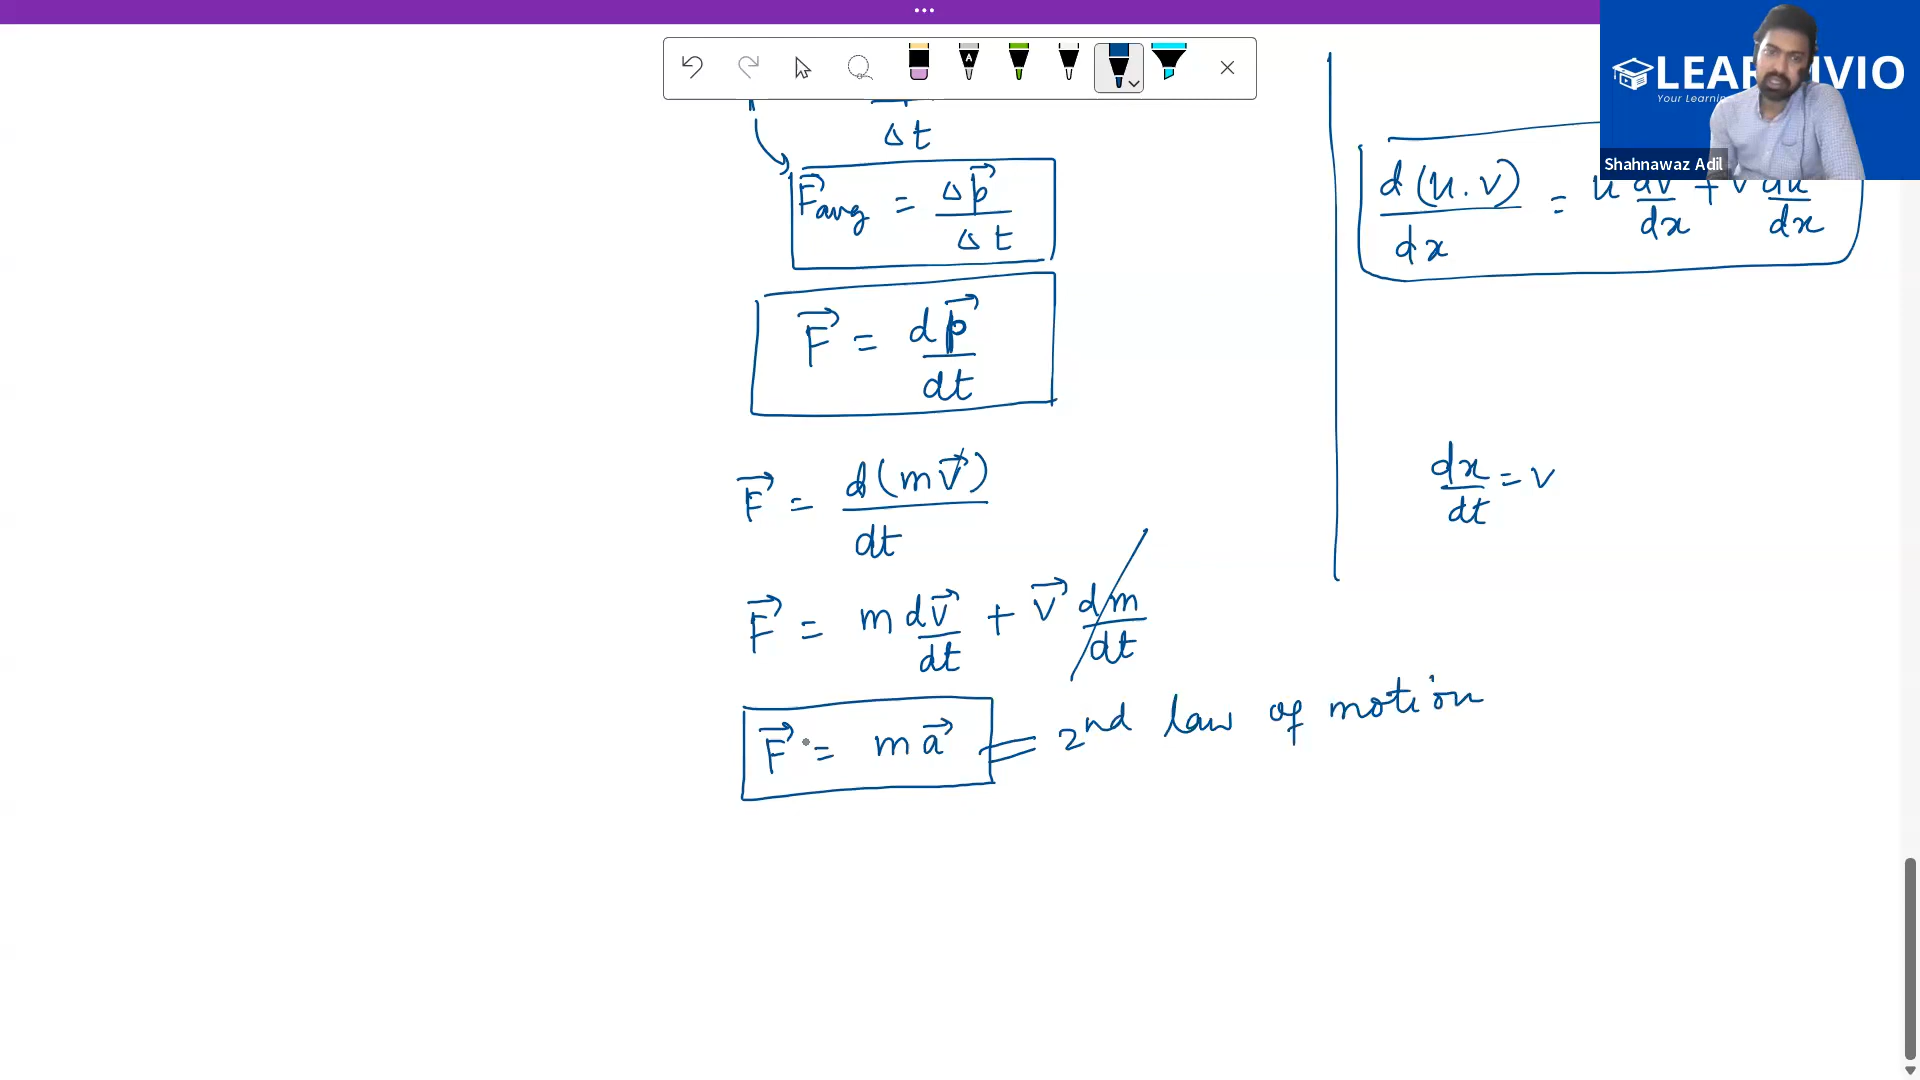 ...
Δt
F⃗avg = Δp⃗/Δt
F⃗ = dp⃗/dt
F⃗ = d(mv⃗)/dt
F⃗ = m dv⃗/dt + v⃗ dm/dt
F⃗ = ma⃗ = 2nd law of motion
d(u.v)/dx = u dv/dx + v du/dx
dx/dt = v
LEAR VIO
Your Learnin
Shahnawaz Adil
A